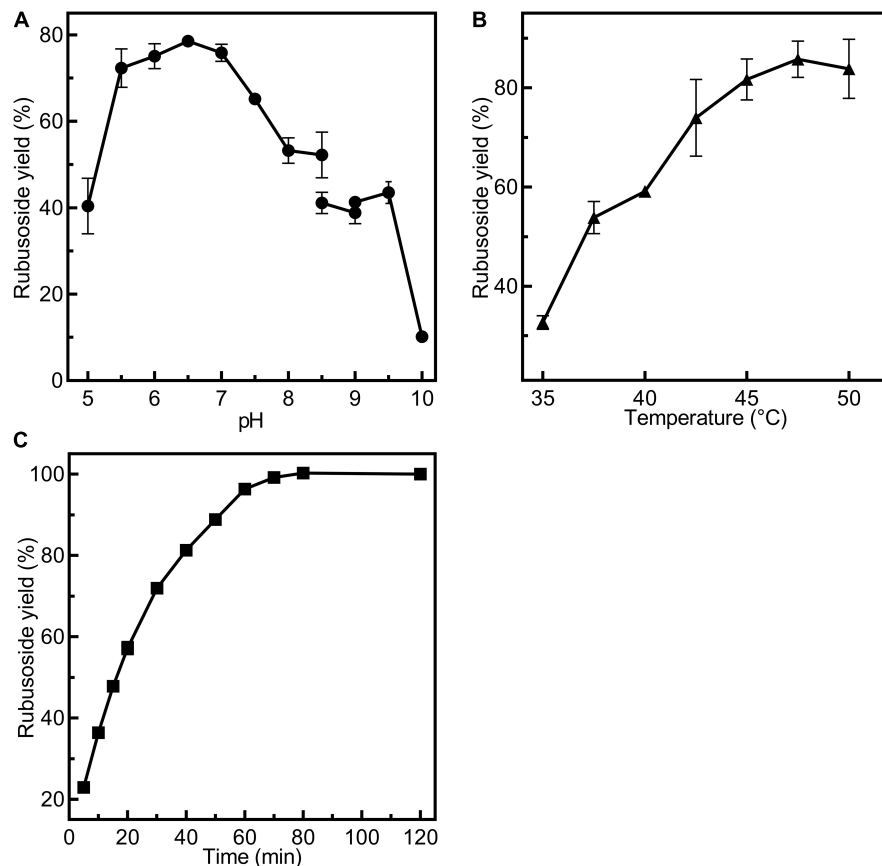 A
Rubusoside yield (%)
80
60
40
20
0
5 6 7 8 9 10
pH
B
Rubusoside yield (%)
80
60
40
35 40 45 50
Temperature (°C)
C
Rubusoside yield (%)
100
80
60
40
20
0 20 40 60 80 100 120
Time (min)